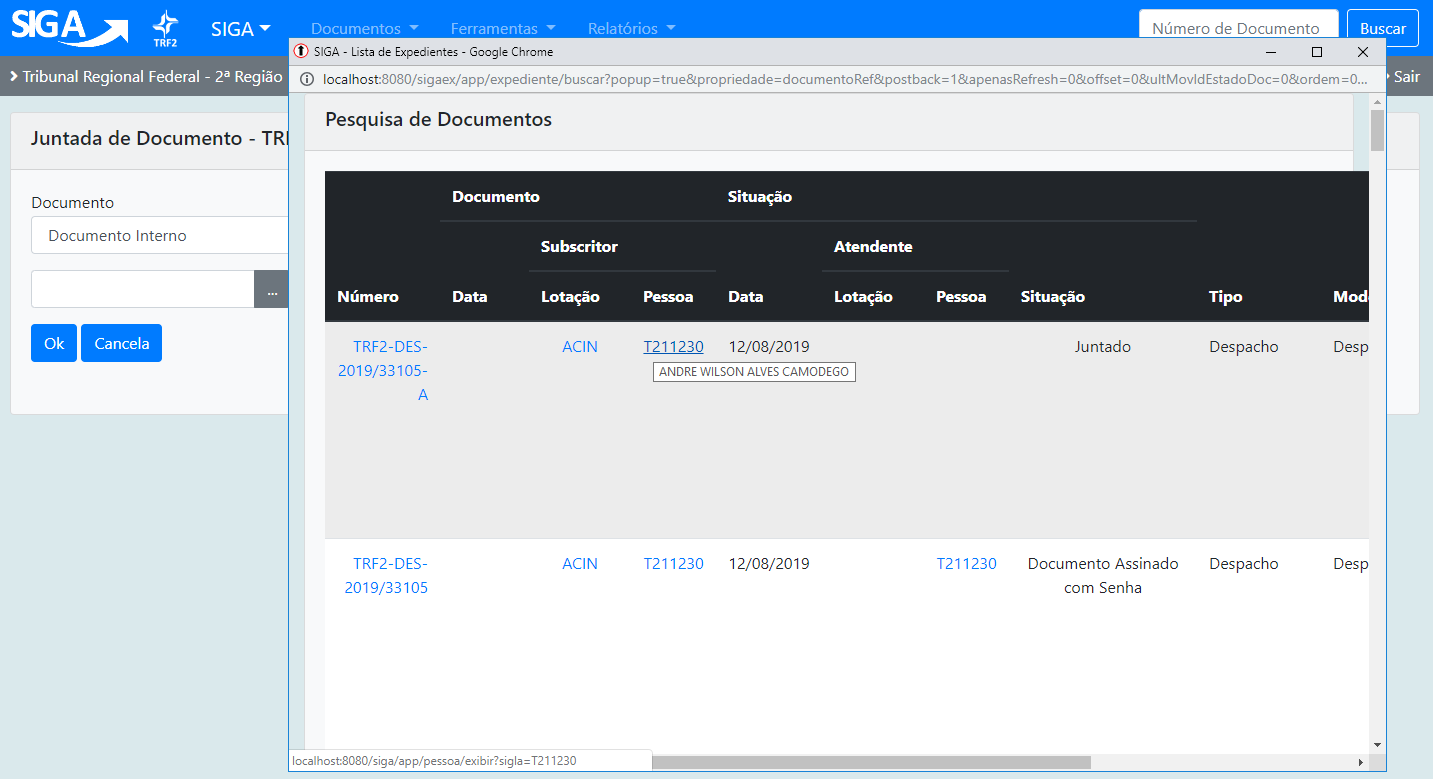 SIGA TRF2 SIGA Documentos Ferramentas Relatórios Número de Documento Buscar
SIGA - Lista de Expedientes - Google Chrome
Tribunal Regional Federal - 2ª Região
Sair
localhost:8080/sigaex/app/expediente/buscar?popup=true&propriedade=documentoRef&postback=1&apenasRefresh=0&offset=0&ultMovIdEstadoDoc=0&ordem=0...
Juntada de Documento - TRF
Documento
Documento Interno
...
Ok Cancela
Pesquisa de Documentos
Documento Situação
Subscritor Atendente
Número Data Lotação Pessoa Data Lotação Pessoa Situação Tipo Mode
TRF2-DES- ACIN T211230 12/08/2019 Juntado Despacho Desp
2019/33105-
A
ANDRE WILSON ALVES CAMODEGO
TRF2-DES- ACIN T211230 12/08/2019 T211230 Documento Assinado Despacho Desp
2019/33105 com Senha
localhost:8080/siga/app/pessoa/exibir?sigla=T211230